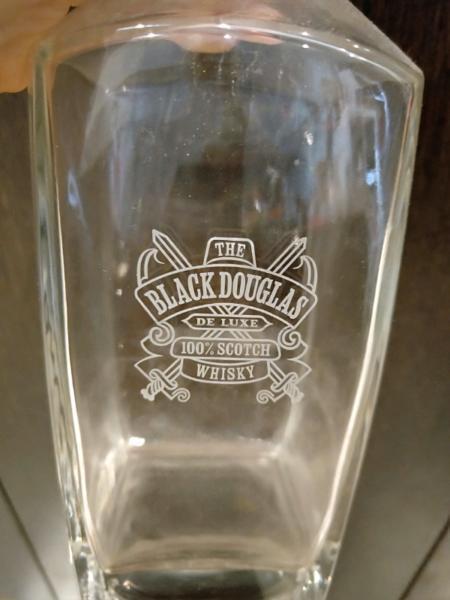 THE
BLACK DOUGLAS
DE LUXE
100% SCOTCH
WHISKY